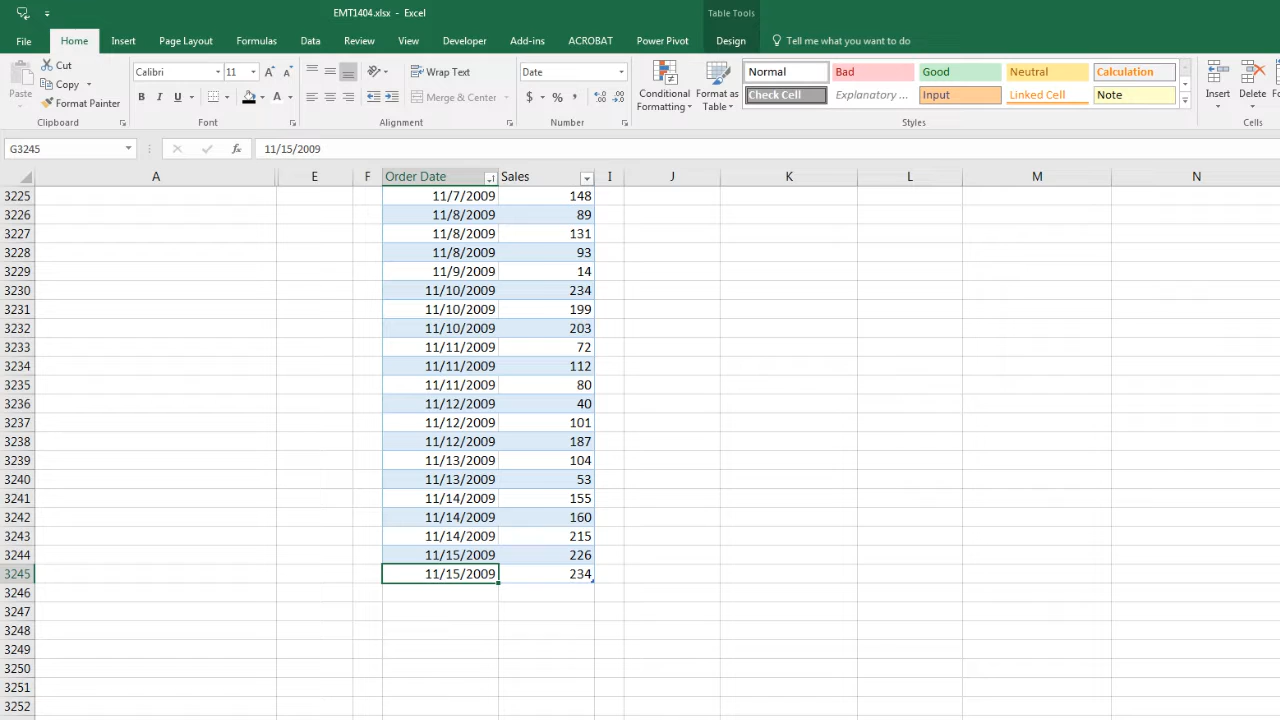 EMT1404.xlsx - Excel
Table Tools
File Home Insert Page Layout Formulas Data Review View Developer Add-ins ACROBAT Power Pivot Design Tell me what you want to do
Paste
Cut
Copy
Format Painter
Clipboard
Calibri 11
B I U
Font
Wrap Text
Merge & Center
Alignment
Date
$ % ,
Number
Conditional Formatting
Format as Table
Normal Bad Good Neutral Calculation
Check Cell Explanatory ... Input Linked Cell Note
Styles
Insert Delete
Cells
G3245 fx 11/15/2009
A E F Order Date Sales I J K L M N
3225 11/7/2009 148
3226 11/8/2009 89
3227 11/8/2009 131
3228 11/8/2009 93
3229 11/9/2009 14
3230 11/10/2009 234
3231 11/10/2009 199
3232 11/10/2009 203
3233 11/11/2009 72
3234 11/11/2009 112
3235 11/11/2009 80
3236 11/12/2009 40
3237 11/12/2009 101
3238 11/12/2009 187
3239 11/13/2009 104
3240 11/13/2009 53
3241 11/14/2009 155
3242 11/14/2009 160
3243 11/14/2009 215
3244 11/15/2009 226
3245 11/15/2009 234
3246
3247
3248
3249
3250
3251
3252